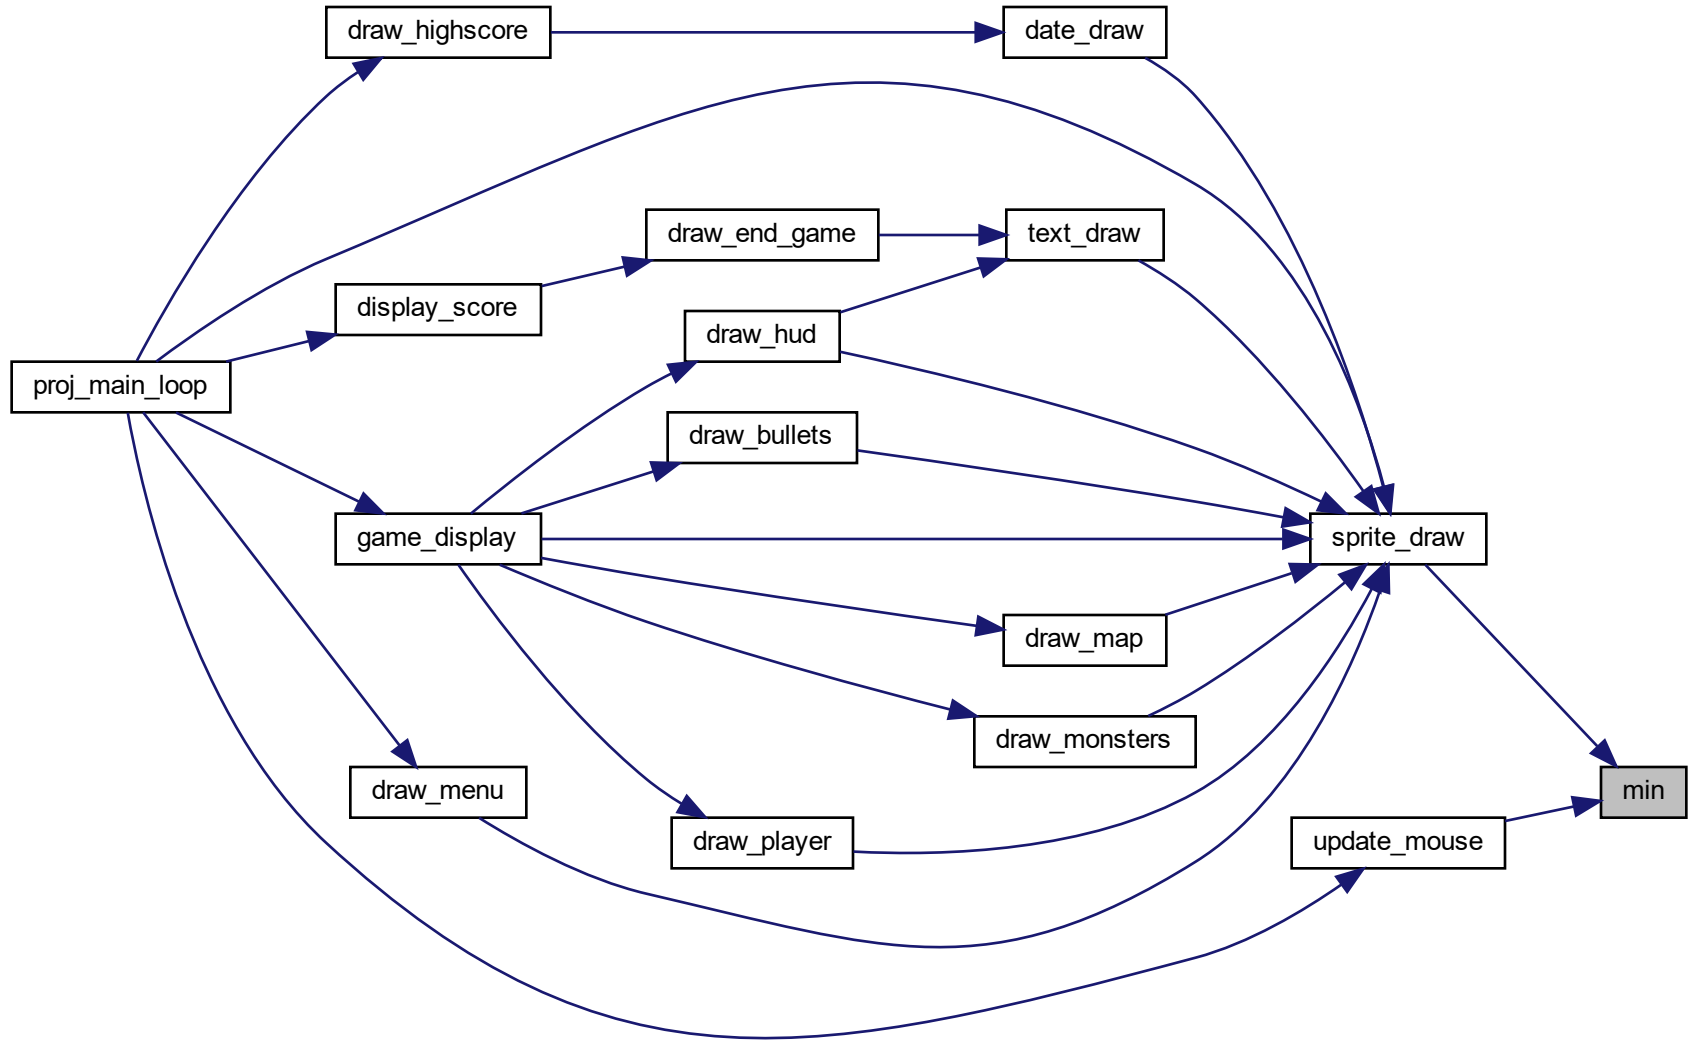 draw_highscore
date_draw
draw_end_game
text_draw
display_score
draw_hud
proj_main_loop
draw_bullets
game_display
sprite_draw
draw_map
draw_monsters
draw_menu
min
draw_player
update_mouse